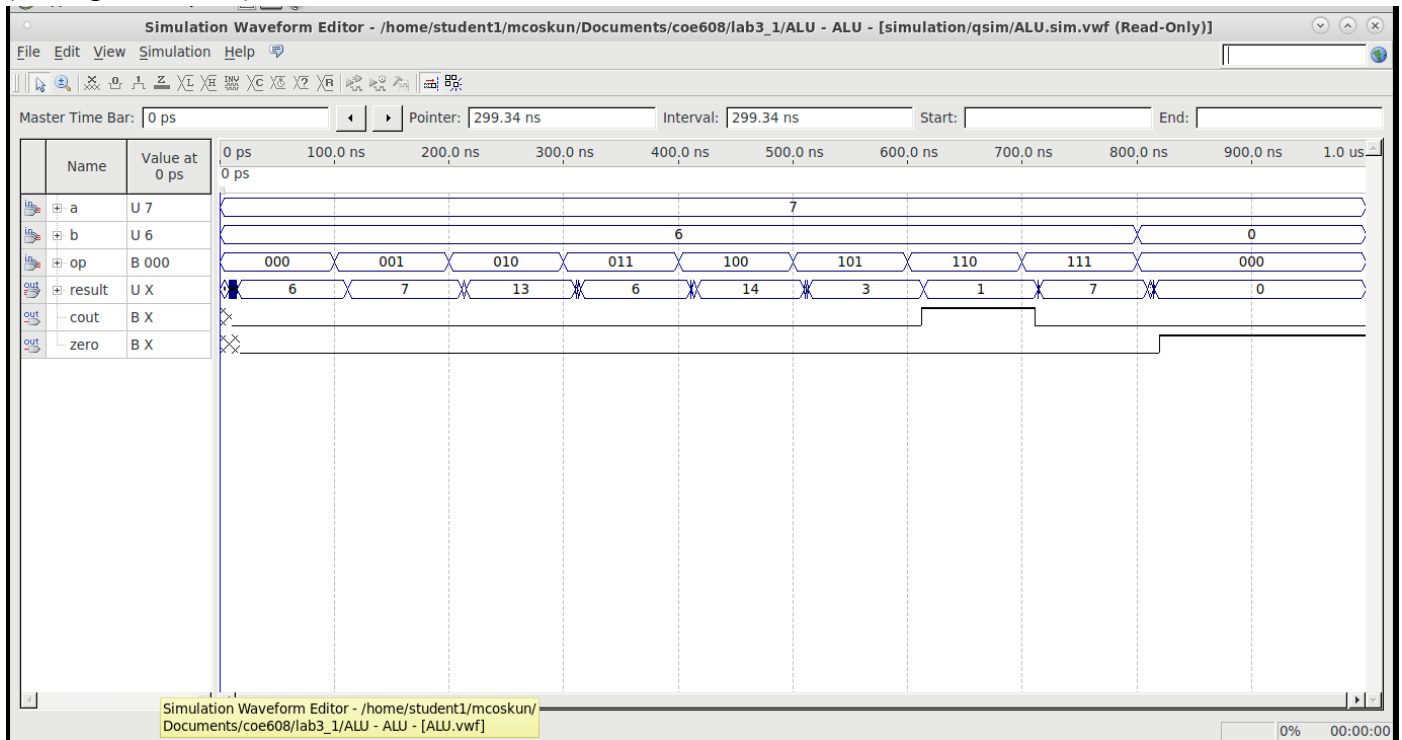 Simulation Waveform Editor - /home/student1/mcoskun/Documents/coe608/lab3_1/ALU - ALU - [simulation/qsim/ALU.sim.vwf (Read-Only)]
File Edit View Simulation Help
Master Time Bar: 0 ps Pointer: 299.34 ns Interval: 299.34 ns Start: End:
Name Value at 0 ps 0 ps 100.0 ns 200.0 ns 300.0 ns 400.0 ns 500.0 ns 600.0 ns 700.0 ns 800.0 ns 900.0 ns 1.0 us
0 ps
a U 7 7
b U 6 6 0
op B 000 000 001 010 011 100 101 110 111 000
result U X 6 7 13 6 14 3 1 7 0
cout B X
zero B X
Simulation Waveform Editor - /home/student1/mcoskun/
Documents/coe608/lab3_1/ALU - ALU - [ALU.vwf]
0% 00:00:00